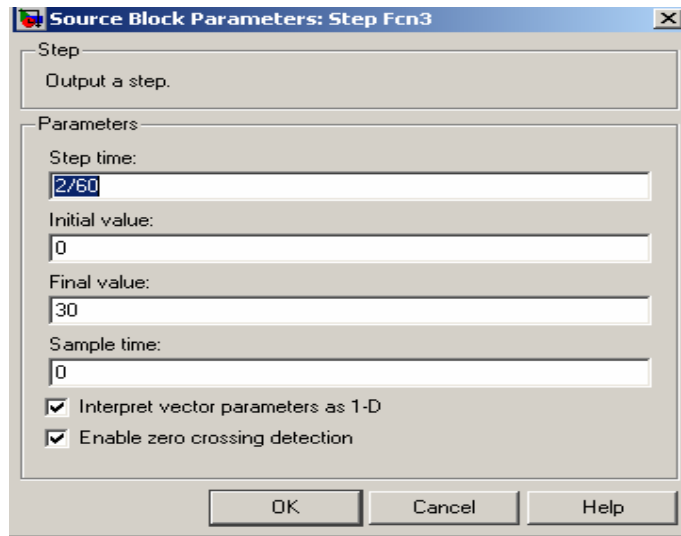 Source Block Parameters: Step Fcn3
Step
Output a step.
Parameters
Step time:
2/60
Initial value:
0
Final value:
30
Sample time:
0
Interpret vector parameters as 1-D
Enable zero crossing detection
OK Cancel Help